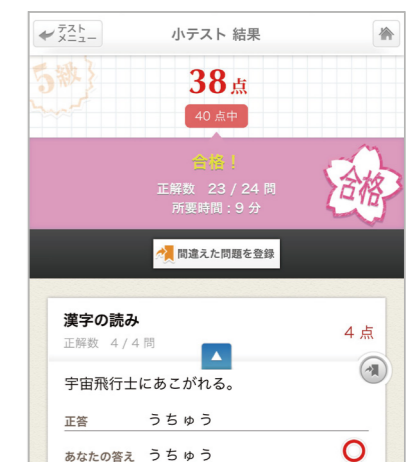 テスト
メニュー
小テスト 結果
5級
38点
40 点中
合格！
正解数 23 / 24 問
所要時間 : 9 分
合格
間違えた問題を登録
漢字の読み
正解数 4 / 4 問
4 点
宇宙飛行士にあこがれる。
正答 うちゅう
あなたの答え うちゅう